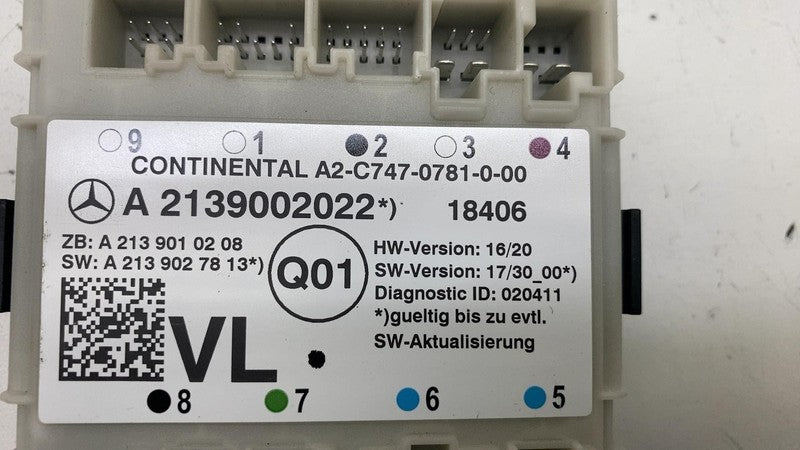 9 1 2 3 4
CONTINENTAL A2-C747-0781-0-00
A 2139002022*) 18406
ZB: A 213 901 02 08
SW: A 213 902 78 13*)
Q01
HW-Version: 16/20
SW-Version: 17/30_00*)
Diagnostic ID: 020411
*)gueltig bis zu evtl.
SW-Aktualisierung
VL
8 7 6 5